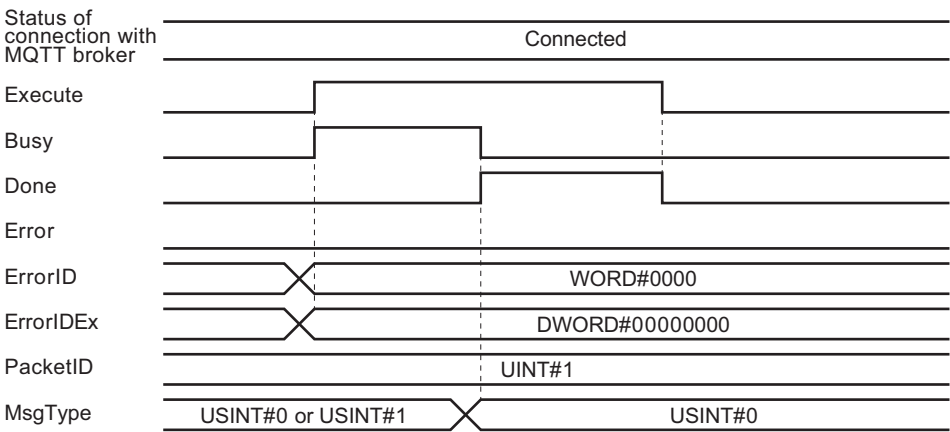 Status of
connection with
MQTT broker
Connected
Execute
Busy
Done
Error
ErrorID
WORD#0000
ErrorIDEx
DWORD#00000000
PacketID
UINT#1
MsgType
USINT#0 or USINT#1
USINT#0